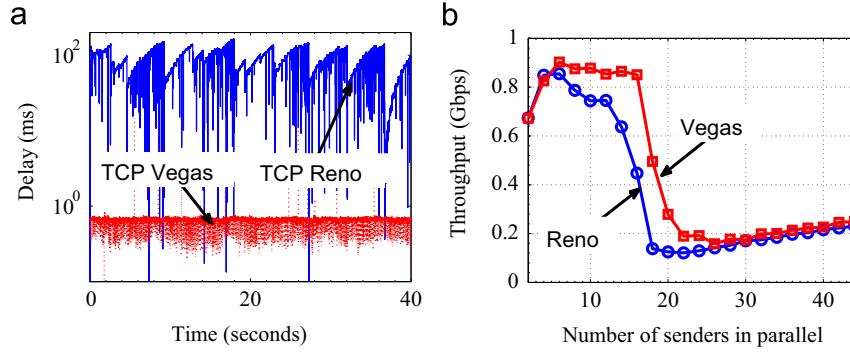 a
10²
10⁰
Delay (ms)
TCP Vegas
TCP Reno
0
20
40
Time (seconds)
b
1
0.8
0.6
0.4
0.2
0
Throughput (Gbps)
Vegas
Reno
10
20
30
40
Number of senders in parallel